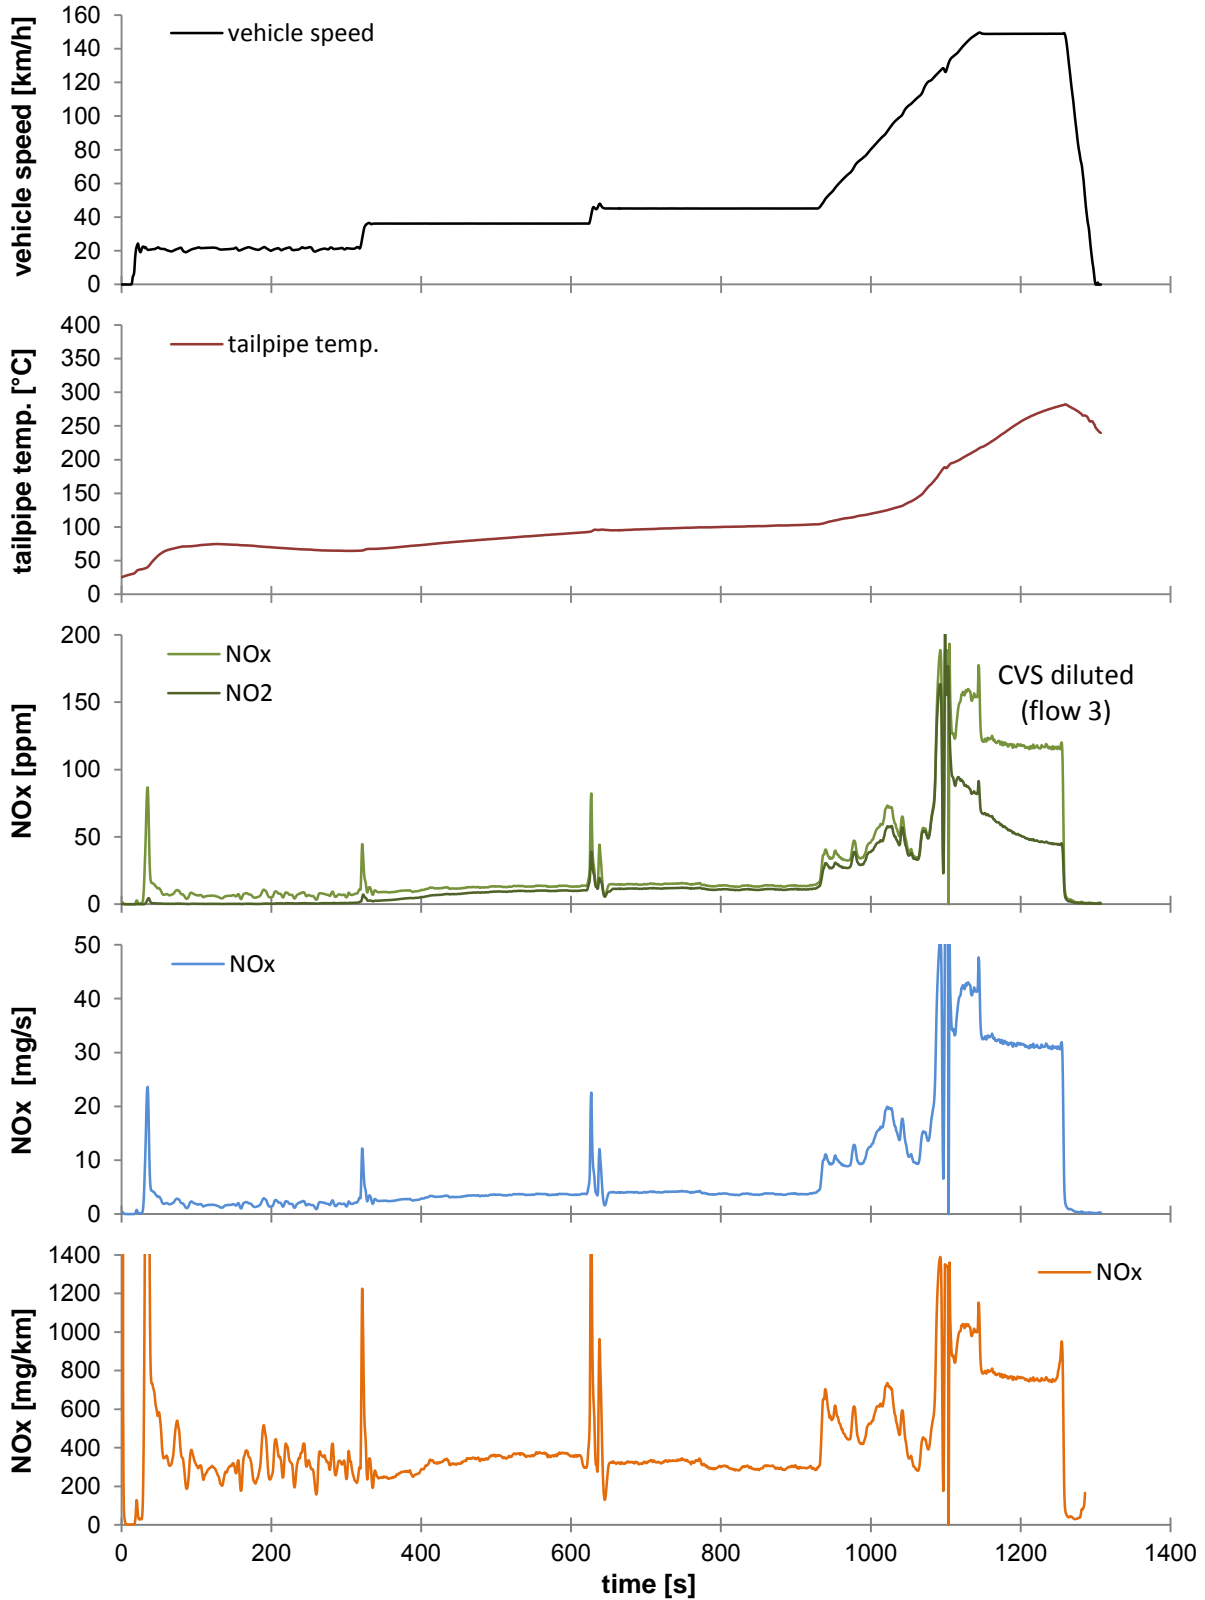 vehicle speed [km/h]
160
140
120
100
80
60
40
20
0
vehicle speed
tailpipe temp. [°C]
400
350
300
250
200
150
100
50
0
tailpipe temp.
NOx [ppm]
200
150
100
50
0
NOx
NO2
CVS diluted
(flow 3)
NOx [mg/s]
50
40
30
20
10
0
NOx
NOx [mg/km]
1400
1200
1000
800
600
400
200
0
NOx
0 200 400 600 800 1000 1200 1400
time [s]